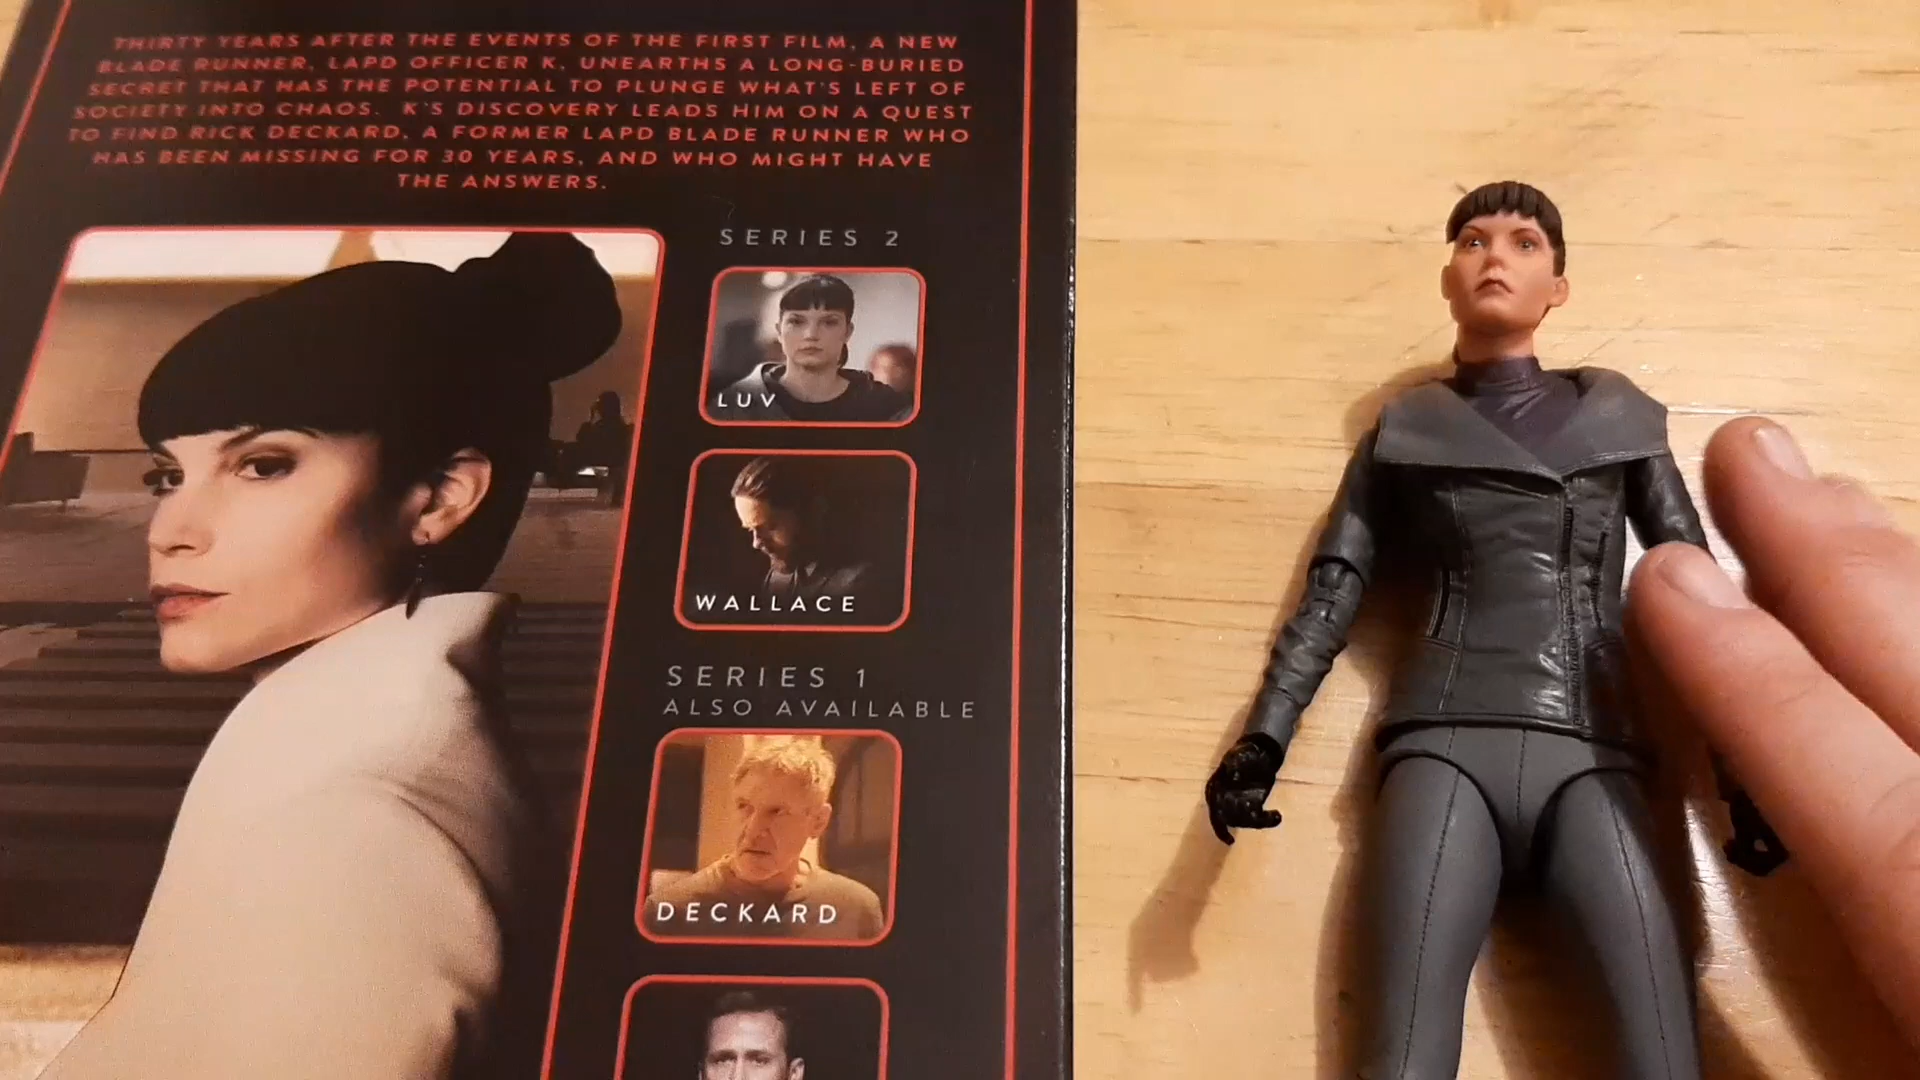 THIRTY YEARS AFTER THE EVENTS OF THE FIRST FILM, A NEW
BLADE RUNNER, LAPD OFFICER K, UNEARTHS A LONG-BURIED
SECRET THAT HAS THE POTENTIAL TO PLUNGE WHAT'S LEFT OF
SOCIETY INTO CHAOS. K'S DISCOVERY LEADS HIM ON A QUEST
TO FIND RICK DECKARD, A FORMER LAPD BLADE RUNNER WHO
HAS BEEN MISSING FOR 30 YEARS, AND WHO MIGHT HAVE
THE ANSWERS.
SERIES 2
LUV
WALLACE
SERIES 1
ALSO AVAILABLE
DECKARD